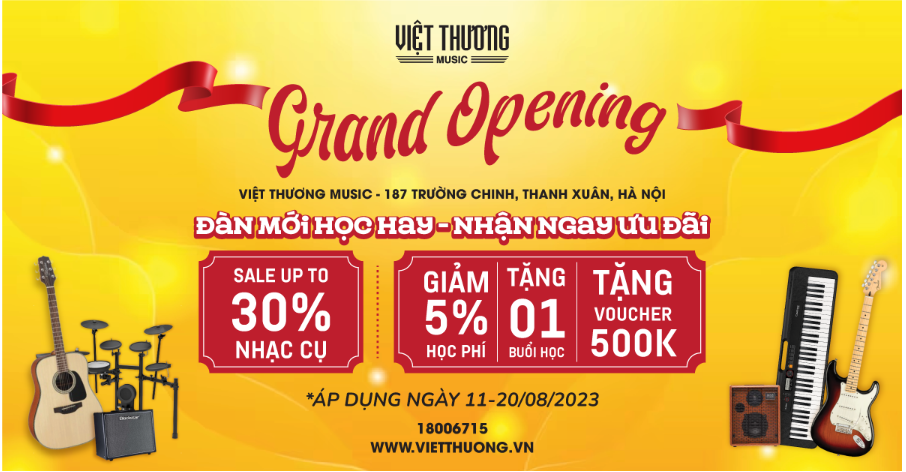 VIỆT THƯƠNG
MUSIC
Grand Opening
VIỆT THƯƠNG MUSIC - 187 TRƯỜNG CHINH, THANH XUÂN, HÀ NỘI
ĐÀN MỚI HỌC HAY - NHẬN NGAY ƯU ĐÃI
SALE UP TO
30%
NHẠC CỤ
GIẢM
5%
HỌC PHÍ
TẶNG
01
BUỔI HỌC
TẶNG
VOUCHER
500K
*ÁP DỤNG NGÀY 11-20/08/2023
18006715
WWW.VIETTHUONG.VN